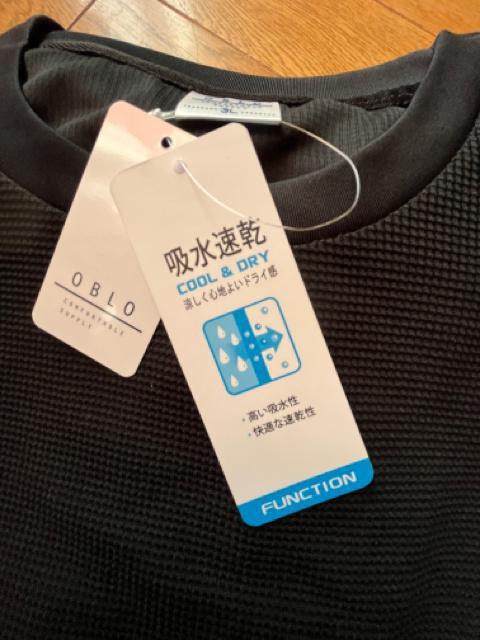 3L
OBLO
COMFORTABLE
SUPPLY
吸水速乾
COOL & DRY
涼しく心地よいドライ感
・高い吸水性
・快適な速乾性
FUNCTION